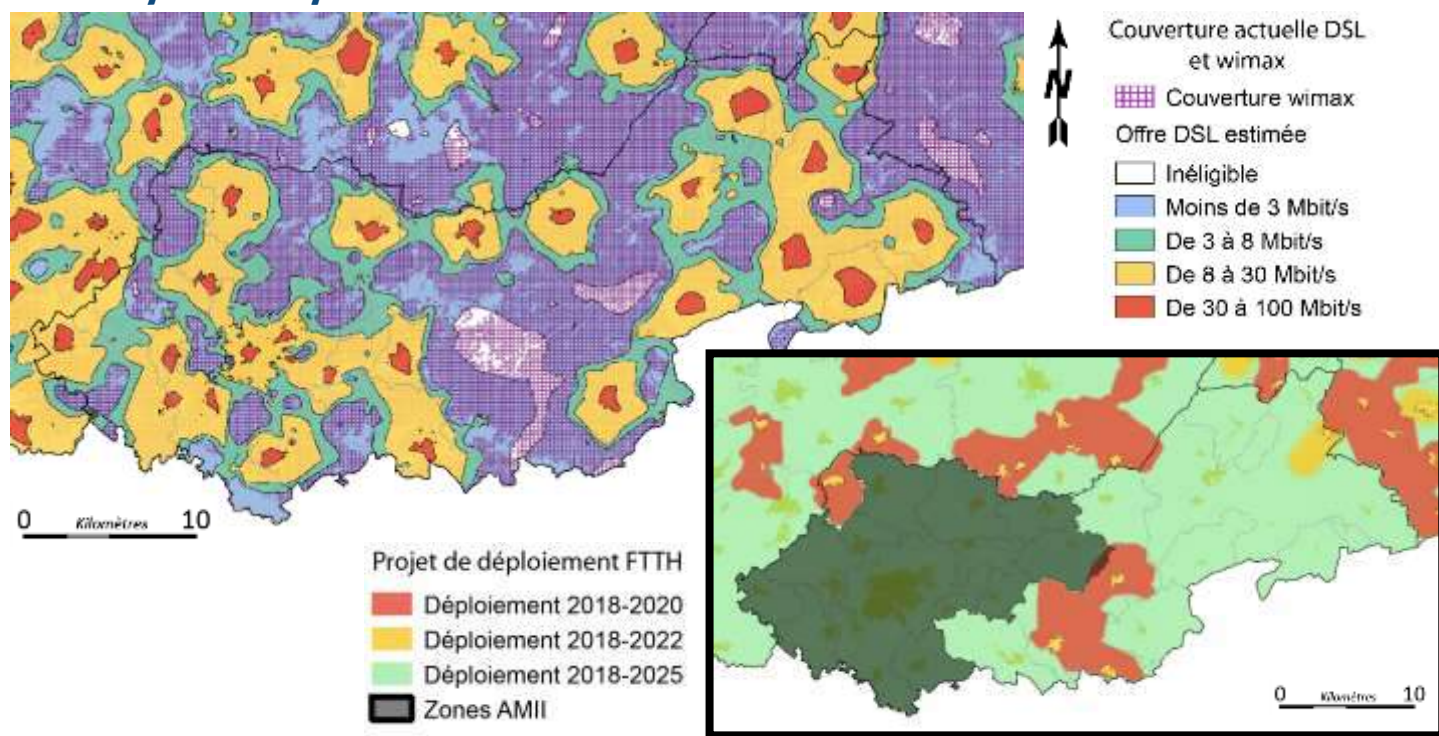 N
Couverture actuelle DSL
et wimax
Couverture wimax
Offre DSL estimée
Inéligible
Moins de 3 Mbit/s
De 3 à 8 Mbit/s
De 8 à 30 Mbit/s
De 30 à 100 Mbit/s
0 Kilomètres 10
Projet de déploiement FTTH
Déploiement 2018-2020
Déploiement 2018-2022
Déploiement 2018-2025
Zones AMII
0 Kilomètres 10